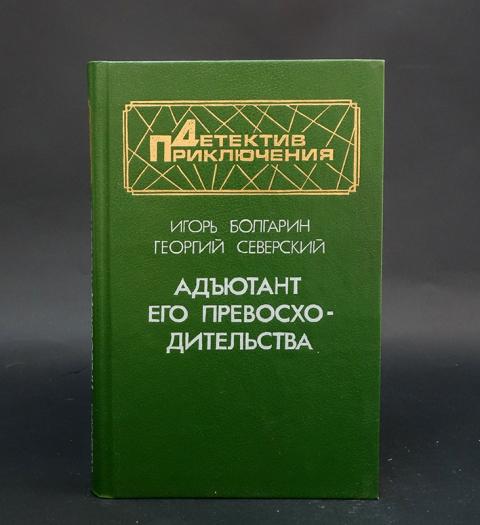 Детектив
Приключения
ИГОРЬ БОЛГАРИН
ГЕОРГИЙ СЕВЕРСКИЙ
АДЪЮТАНТ
ЕГО ПРЕВОСХО-
ДИТЕЛЬСТВА